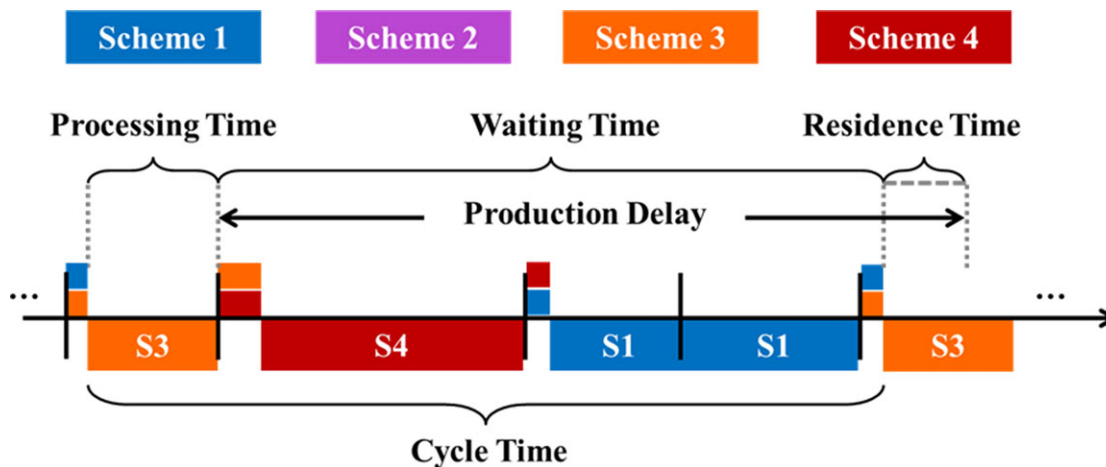 Scheme 1 Scheme 2 Scheme 3 Scheme 4
Processing Time Waiting Time Residence Time
Production Delay
... ...
S3 S4 S1 S1 S3
Cycle Time